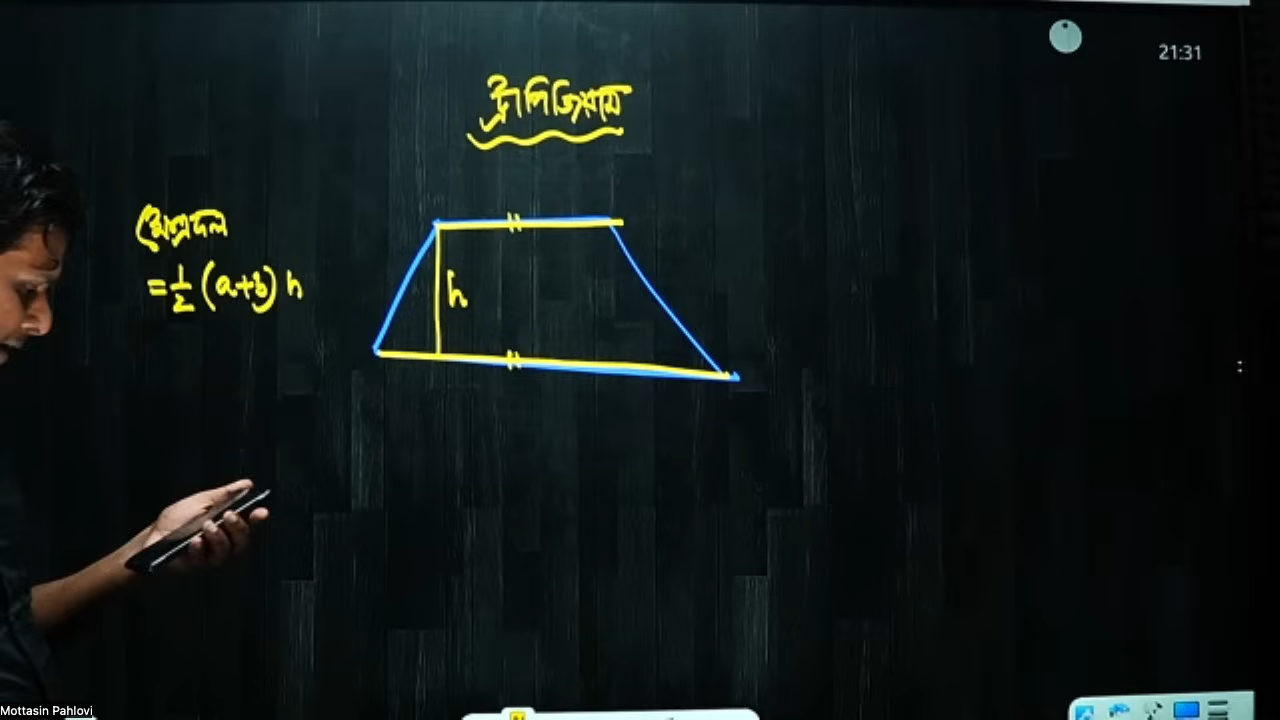 21:31
ট্রাপিজিয়াম
ক্ষেত্রফল
= 1/2 (a+b) h
h
Mottasin Pahlovi